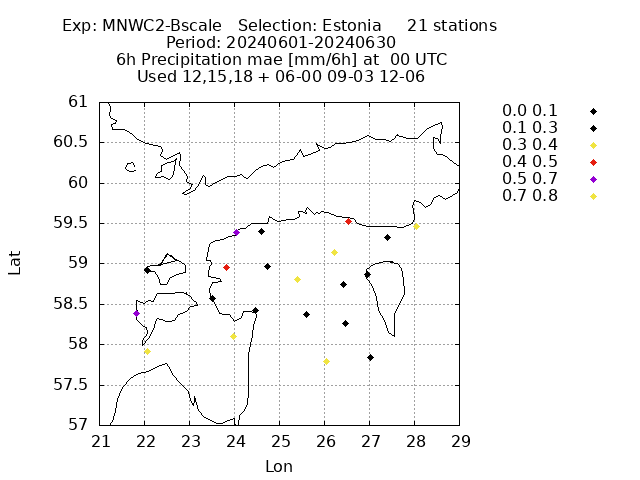 Exp: MNWC2-Bscale   Selection: Estonia     21 stations
Period: 20240601-20240630
6h Precipitation mae [mm/6h] at  00 UTC
Used 12,15,18 + 06-00 09-03 12-06
0.0 0.1
0.1 0.3
0.3 0.4
0.4 0.5
0.5 0.7
0.7 0.8
61
60.5
60
59.5
59
58.5
58
57.5
57
Lat
21 22 23 24 25 26 27 28 29
Lon